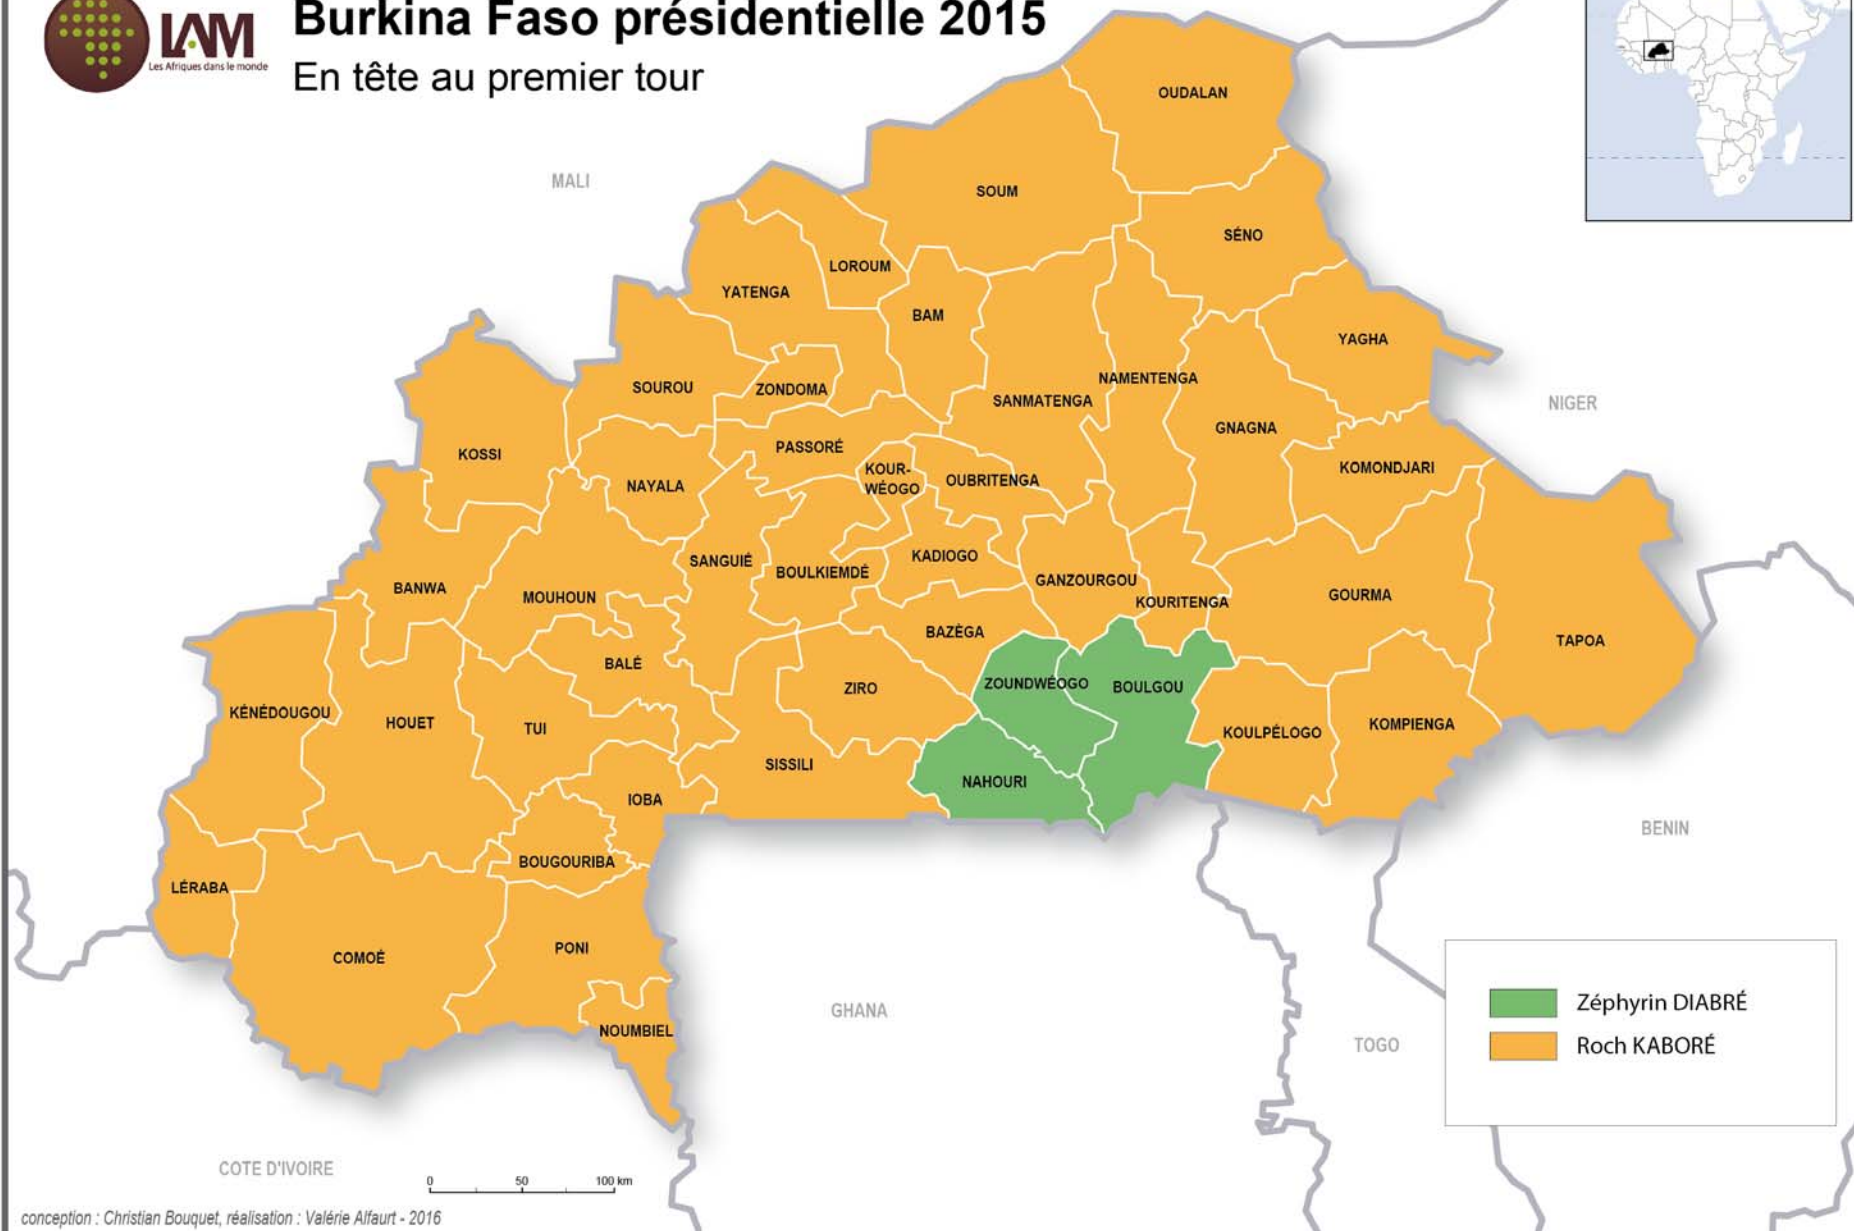 LAM
Les Afriques dans le monde
Burkina Faso présidentielle 2015
En tête au premier tour
OUDALAN
MALI
SOUM
SÉNO
LOROUM
YATENGA
BAM
YAGHA
NAMENTENGA
SOUROU
ZONDOMA
SANMATENGA
NIGER
GNAGNA
PASSORÉ
KOSSI
KOUR-
WÉOGO
KOMONDJARI
NAYALA
OUBRITENGA
SANGUIÉ
KADIOGO
BOULKIEMDÉ
GANZOURGOU
BANWA
MOUHOUN
KOURITENGA
GOURMA
BAZÈGA
TAPOA
BALÉ
ZIRO
ZOUNDWÉOGO
BOULGOU
KÉNÉDOUGOU
HOUET
TUI
KOULPÉLOGO
KOMPIENGA
SISSILI
NAHOURI
IOBA
BENIN
BOUGOURIBA
LÉRABA
PONI
COMOÉ
GHANA
NOUMBIEL
TOGO
Zéphyrin DIABRÉ
Roch KABORÉ
COTE D'IVOIRE
0 50 100 km
conception : Christian Bouquet, réalisation : Valérie Alfaurt - 2016